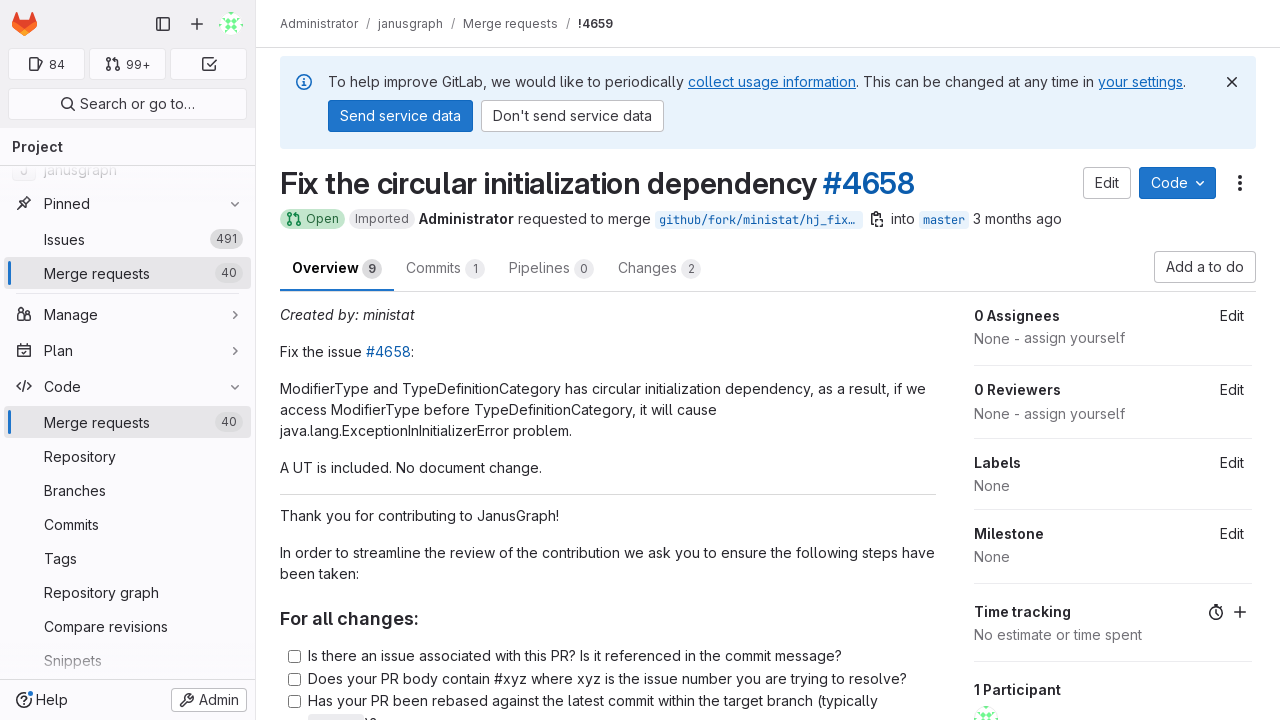 Administrator / janusgraph / Merge requests / !4659
84
99+
Search or go to…
Project
J janusgraph
Pinned
Issues 491
Merge requests 40
Manage
Plan
Code
Merge requests 40
Repository
Branches
Commits
Tags
Repository graph
Compare revisions
Snippets
Help
Admin
To help improve GitLab, we would like to periodically collect usage information. This can be changed at any time in your settings.
Send service data
Don't send service data
Fix the circular initialization dependency #4658
Edit
Code
Open Imported Administrator requested to merge github/fork/ministat/hj_fix… into master 3 months ago
Overview 9
Commits 1
Pipelines 0
Changes 2
Add a to do
Created by: ministat
Fix the issue #4658:
ModifierType and TypeDefinitionCategory has circular initialization dependency, as a result, if we
access ModifierType before TypeDefinitionCategory, it will cause
java.lang.ExceptionInInitializerError problem.
A UT is included. No document change.
Thank you for contributing to JanusGraph!
In order to streamline the review of the contribution we ask you to ensure the following steps have
been taken:
For all changes:
Is there an issue associated with this PR? Is it referenced in the commit message?
Does your PR body contain #xyz where xyz is the issue number you are trying to resolve?
Has your PR been rebased against the latest commit within the target branch (typically
0 Assignees
Edit
None - assign yourself
0 Reviewers
Edit
None - assign yourself
Labels
Edit
None
Milestone
Edit
None
Time tracking
No estimate or time spent
1 Participant